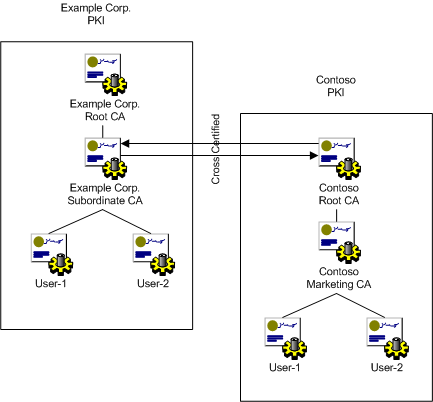 Example Corp.
PKI
Example Corp.
Root CA
Example Corp.
Subordinate CA
User-1
User-2
Cross Certified
Contoso
PKI
Contoso
Root CA
Contoso
Marketing CA
User-1
User-2